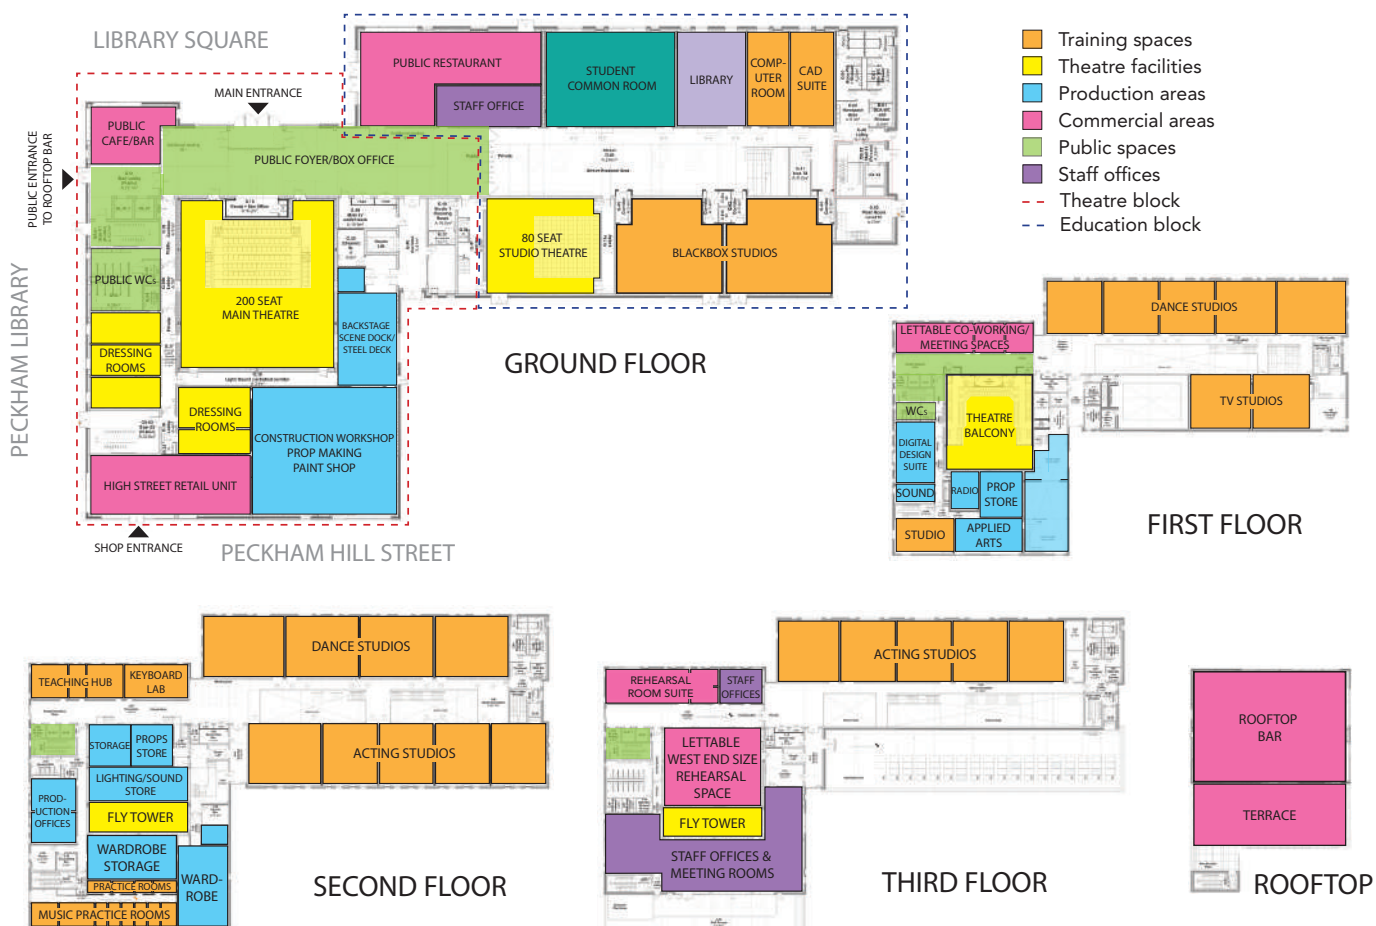 LIBRARY SQUARE
MAIN ENTRANCE
PUBLIC ENTRANCE
TO ROOFTOP BAR
PECKHAM LIBRARY
PUBLIC
CAFE/BAR
PUBLIC FOYER/BOX OFFICE
PUBLIC RESTAURANT
STAFF OFFICE
STUDENT
COMMON ROOM
LIBRARY
COMP-
UTER
ROOM
CAD
SUITE
PUBLIC WCs
200 SEAT
MAIN THEATRE
80 SEAT
STUDIO THEATRE
BLACKBOX STUDIOS
DRESSING
ROOMS
BACKSTAGE
SCENE DOCK/
STEEL DECK
DRESSING
ROOMS
CONSTRUCTION WORKSHOP
PROP MAKING
PAINT SHOP
HIGH STREET RETAIL UNIT
SHOP ENTRANCE
PECKHAM HILL STREET
GROUND FLOOR
Training spaces
Theatre facilities
Production areas
Commercial areas
Public spaces
Staff offices
Theatre block
Education block
DANCE STUDIOS
LETTABLE CO-WORKING/
MEETING SPACES
WCs
THEATRE
BALCONY
TV STUDIOS
DIGITAL
DESIGN
SUITE
SOUND
RADIO
PROP
STORE
STUDIO
APPLIED
ARTS
FIRST FLOOR
DANCE STUDIOS
TEACHING HUB
KEYBOARD
LAB
STORAGE
PROPS
STORE
ACTING STUDIOS
LIGHTING/SOUND
STORE
PROD-
UCTION
OFFICES
FLY TOWER
WARDROBE
STORAGE
PRACTICE ROOMS
WARD-
ROBE
MUSIC PRACTICE ROOMS
SECOND FLOOR
ACTING STUDIOS
REHEARSAL
ROOM SUITE
STAFF
OFFICES
LETTABLE
WEST END SIZE
REHEARSAL
SPACE
FLY TOWER
STAFF OFFICES &
MEETING ROOMS
THIRD FLOOR
ROOFTOP
BAR
TERRACE
ROOFTOP